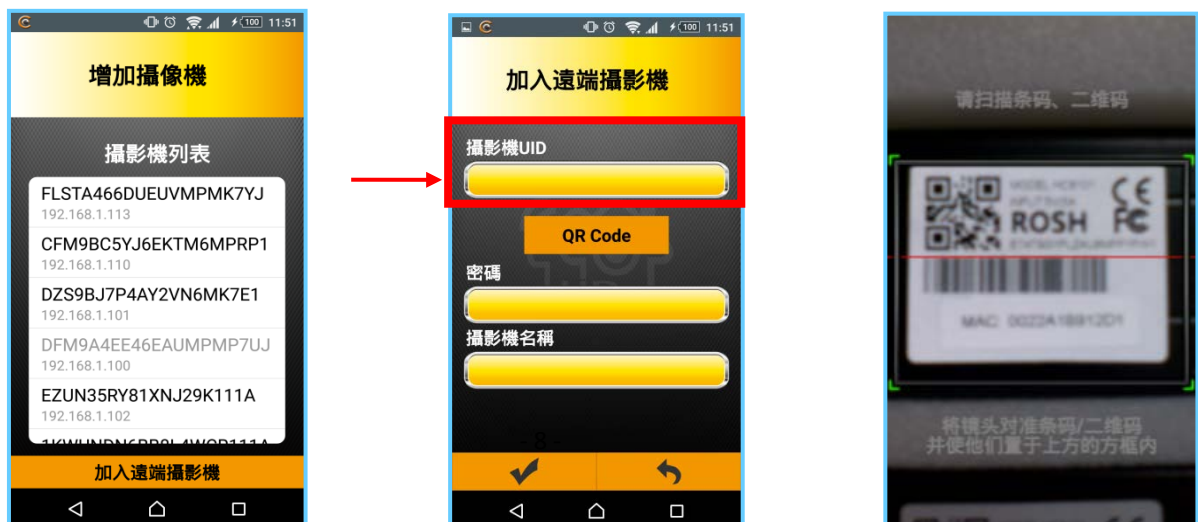 100 11:51
增加攝像機
攝影機列表
FLSTA466DUEUVMPMK7YJ
192.168.1.113
CFM9BC5YJ6EKTM6MPRP1
192.168.1.110
DZS9BJ7P4AY2VN6MK7E1
192.168.1.101
DFM9A4EE46EAUMPMP7UJ
192.168.1.100
EZUN35RY81XNJ29K111A
192.168.1.102
加入遠端攝影機
100 11:51
加入遠端攝影機
攝影機UID
QR Code
密碼
攝影機名稱
- 8 -
请扫描条码、二维码
ROSH
CE
FC
MAC 0022A1B912D1
将镜头对准条码/二维码
并使他们置于上方的方框内